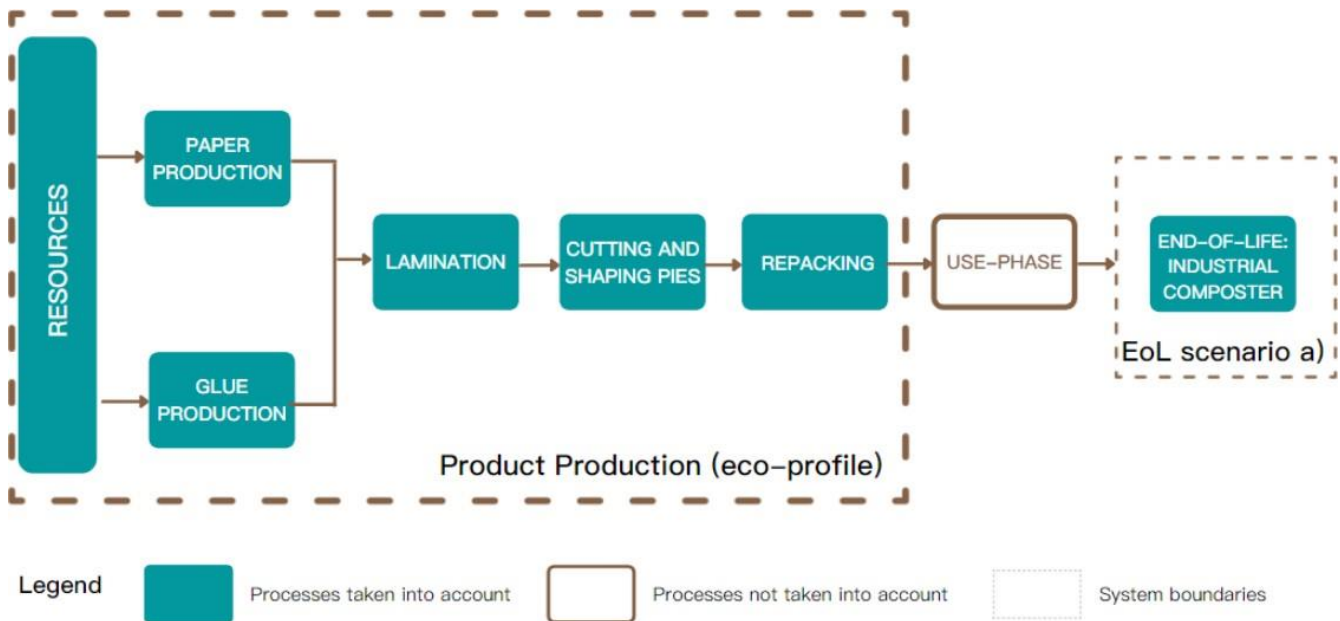 RESOURCES
PAPER
PRODUCTION
GLUE
PRODUCTION
LAMINATION
CUTTING AND
SHAPING PIES
REPACKING
USE-PHASE
END-OF-LIFE:
INDUSTRIAL
COMPOSTER
EoL scenario a)
Product Production (eco-profile)
Legend
Processes taken into account
Processes not taken into account
System boundaries